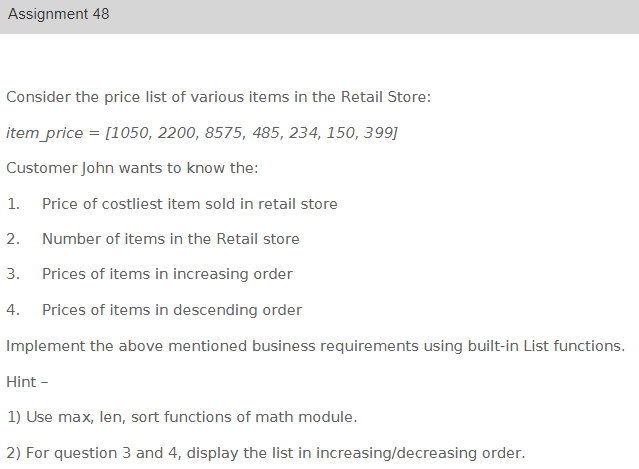 Assignment 48
Consider the price list of various items in the Retail Store:
item_price = [1050, 2200, 8575, 485, 234, 150, 399]
Customer John wants to know the:
1. Price of costliest item sold in retail store
2. Number of items in the Retail store
3. Prices of items in increasing order
4. Prices of items in descending order
Implement the above mentioned business requirements using built-in List functions.
Hint –
1) Use max, len, sort functions of math module.
2) For question 3 and 4, display the list in increasing/decreasing order.